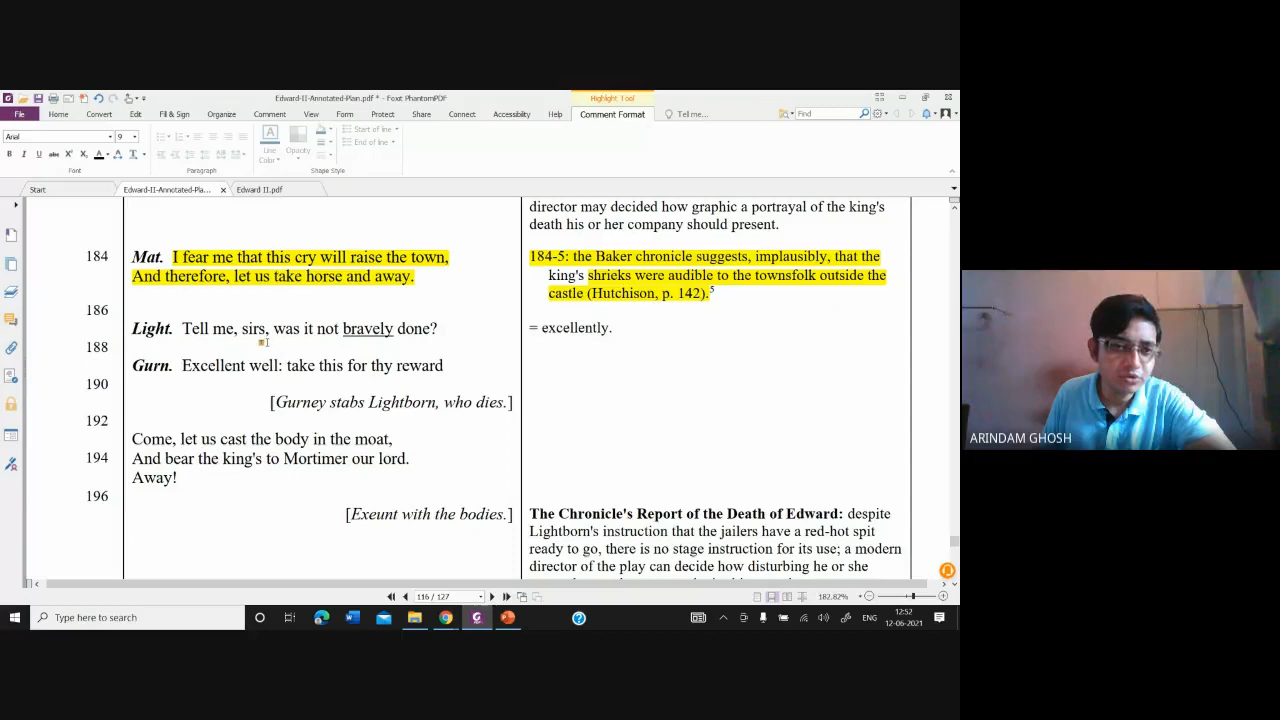 Edward-II-Annotated-Plan.pdf * - Foxit PhantomPDF
Highlight Tool
File Home Convert Edit Fill & Sign Organize Comment View Form Protect Share Connect Accessibility Help Comment Format Tell me... Find
Arial 9
Line Color Opacity
Start of line
End of line
B I U
Font Paragraph Shape Style
Start Edward-II-Annotated-Pla... Edward II.pdf
director may decided how graphic a portrayal of the king's
death his or her company should present.
184 Mat. I fear me that this cry will raise the town,
And therefore, let us take horse and away.
184-5: the Baker chronicle suggests, implausibly, that the
king's shrieks were audible to the townsfolk outside the
castle (Hutchison, p. 142).5
186
Light. Tell me, sirs, was it not bravely done?
= excellently.
188
Gurn. Excellent well: take this for thy reward
190
[Gurney stabs Lightborn, who dies.]
192
Come, let us cast the body in the moat,
194 And bear the king's to Mortimer our lord.
Away!
196
[Exeunt with the bodies.]
The Chronicle's Report of the Death of Edward: despite
Lightborn's instruction that the jailers have a red-hot spit
ready to go, there is no stage instruction for its use; a modern
director of the play can decide how disturbing he or she
116 / 127
182.82%
Type here to search
ENG
12:52
12-06-2021
ARINDAM GHOSH